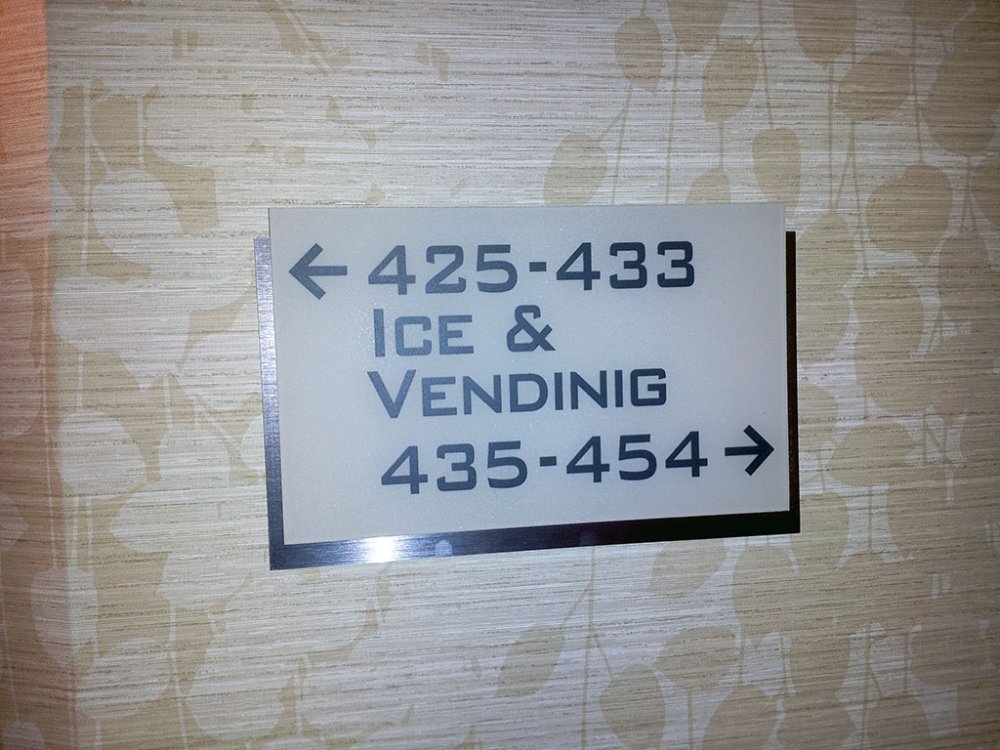 ← 425-433
ICE &
VENDINIG
435-454 →